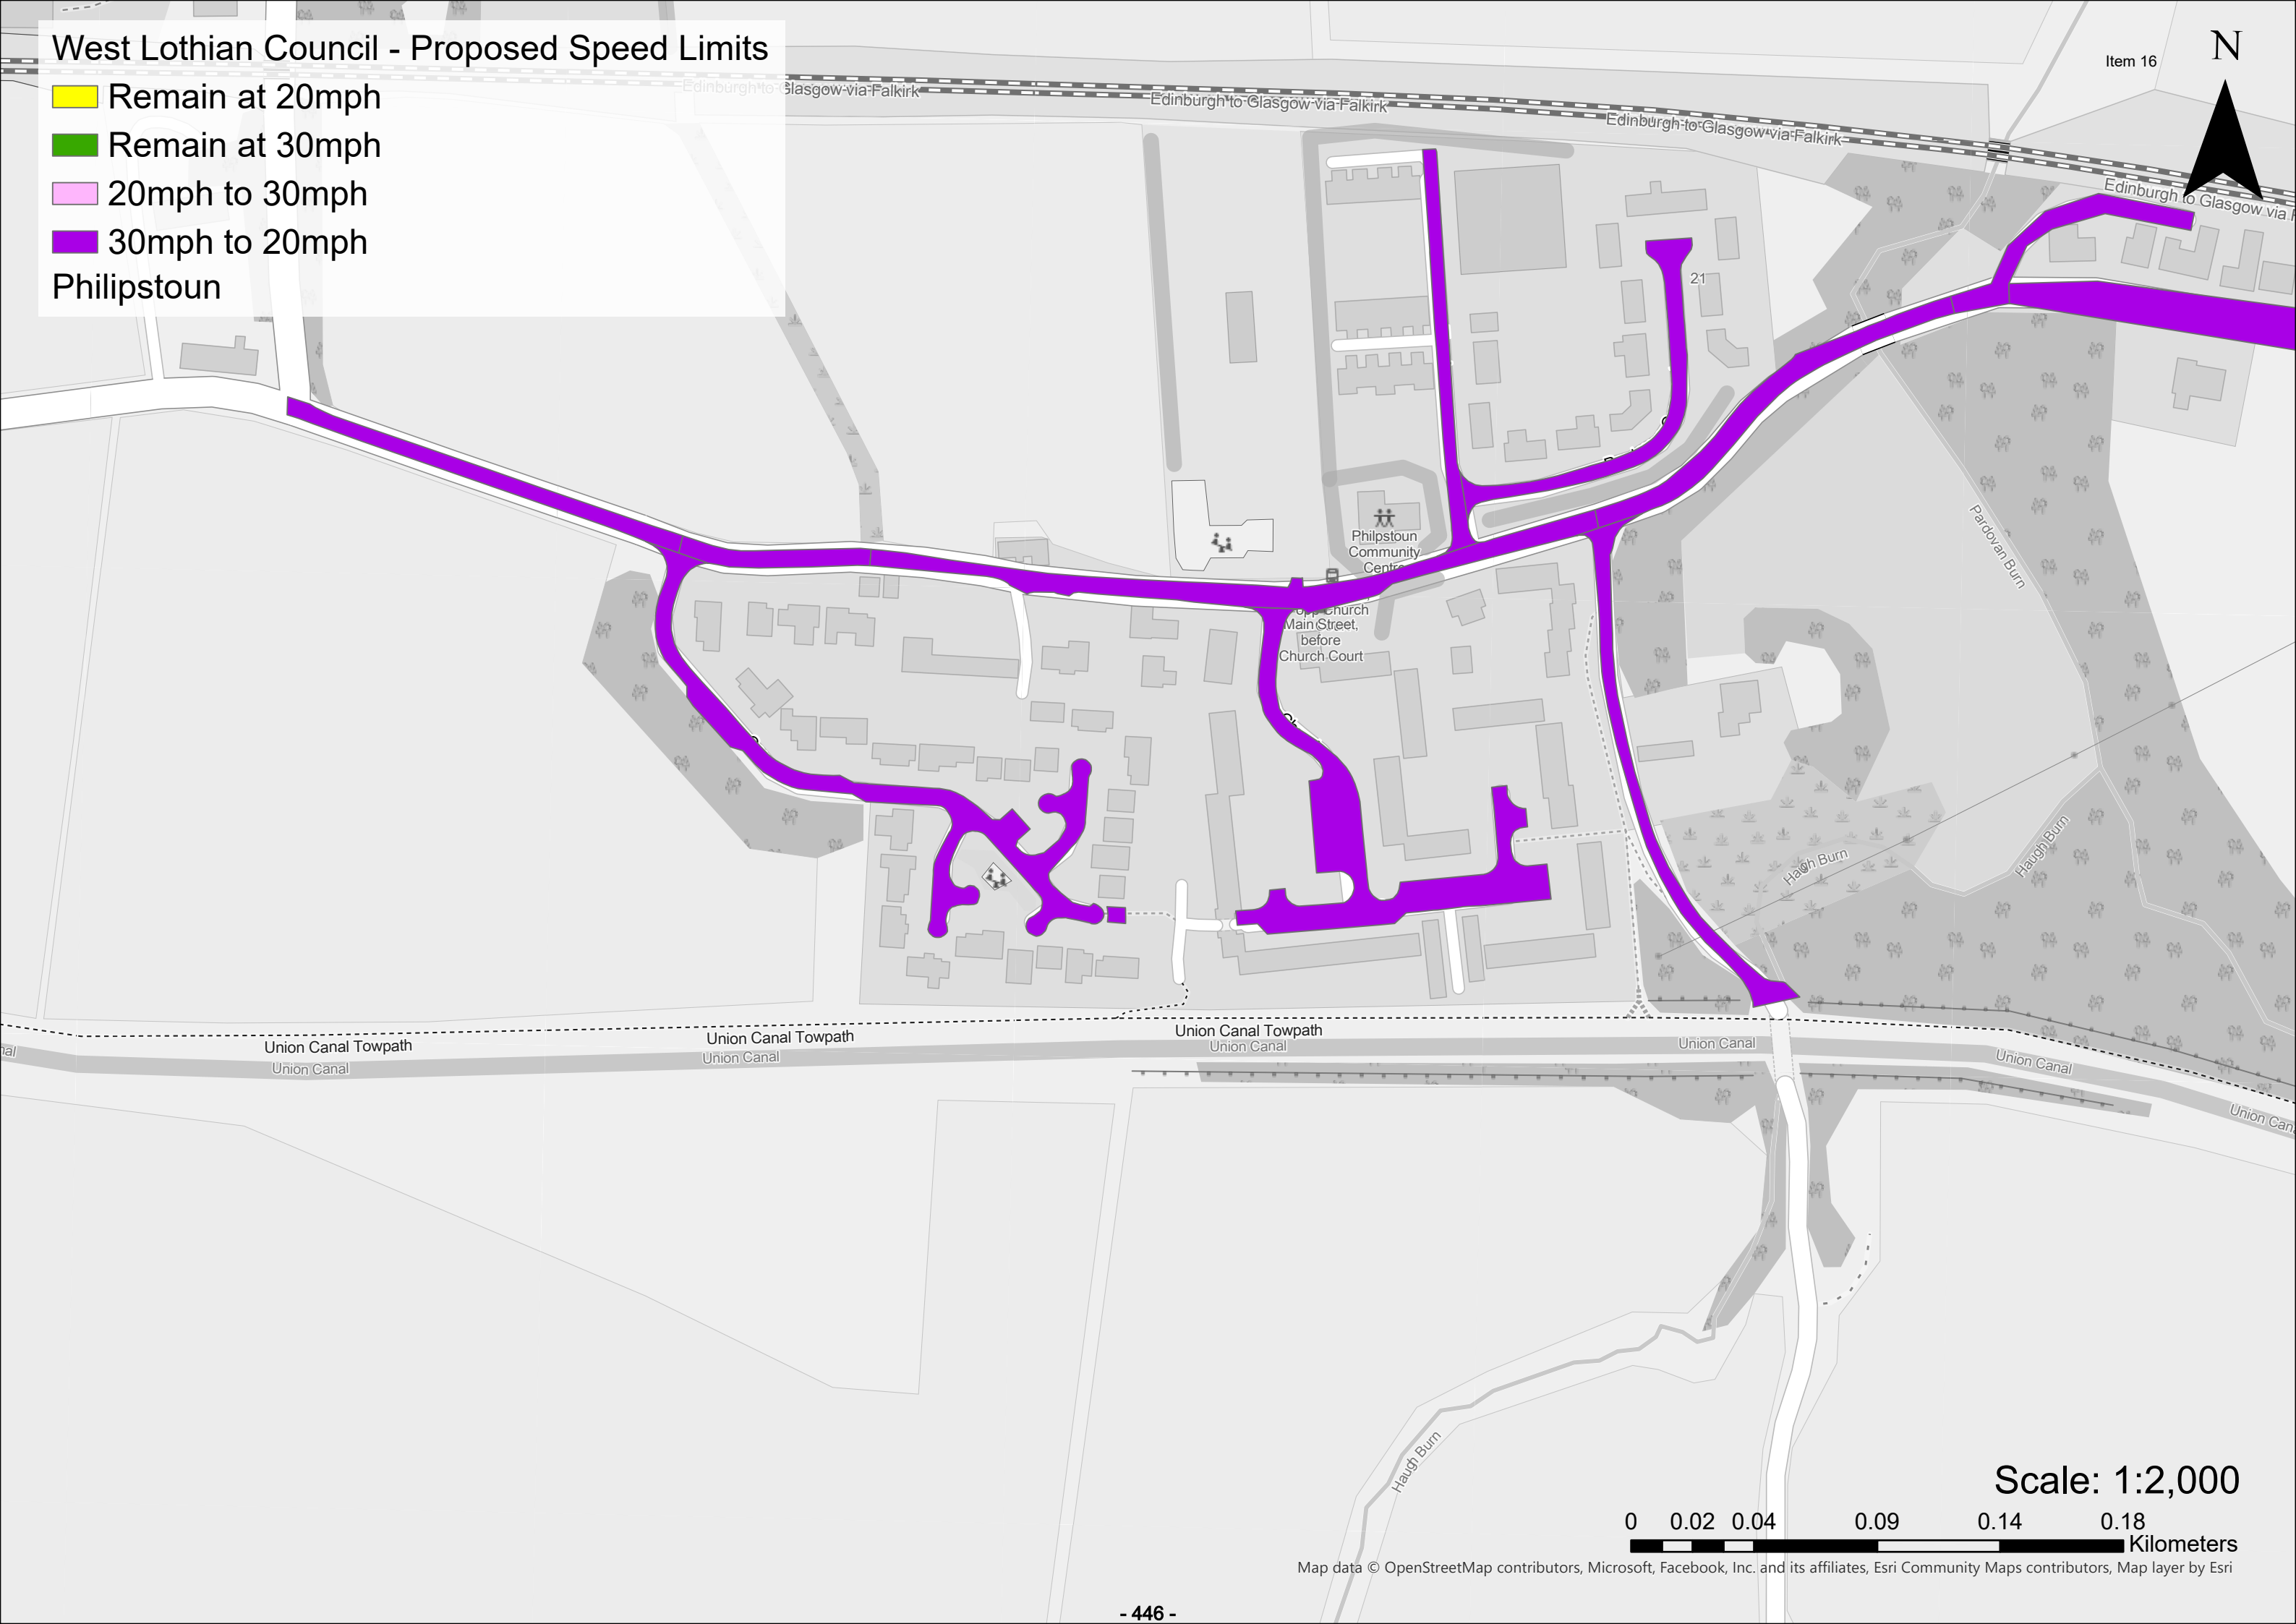 West Lothian Council - Proposed Speed Limits
Remain at 20mph
Remain at 30mph
20mph to 30mph
30mph to 20mph
Philipstoun
Item 16
N
Edinburgh to Glasgow via Falkirk
Edinburgh to Glasgow via Falkirk
Edinburgh to Glasgow via Falkirk
Edinburgh to Glasgow via F
21
Philpstoun
Community
Centre
opp Church
Main Street,
before
Church Court
Ch
Pardovan Burn
Haugh Burn
Haugh Burn
Union Canal Towpath
Union Canal Towpath
Union Canal Towpath
nal
Union Canal
Union Canal
Union Canal
Union Canal
Union Canal
Union Can
Haugh Burn
Scale: 1:2,000
0 0.02 0.04 0.09 0.14 0.18
Kilometers
Map data © OpenStreetMap contributors, Microsoft, Facebook, Inc. and its affiliates, Esri Community Maps contributors, Map layer by Esri
- 446 -